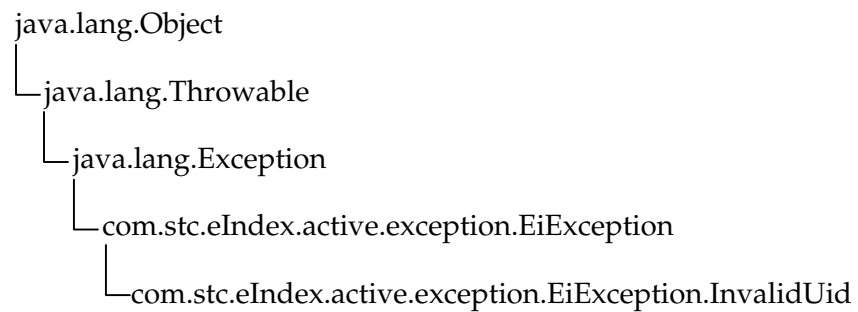 java.lang.Object
java.lang.Throwable
java.lang.Exception
com.stc.eIndex.active.exception.EiException
com.stc.eIndex.active.exception.EiException.InvalidUid